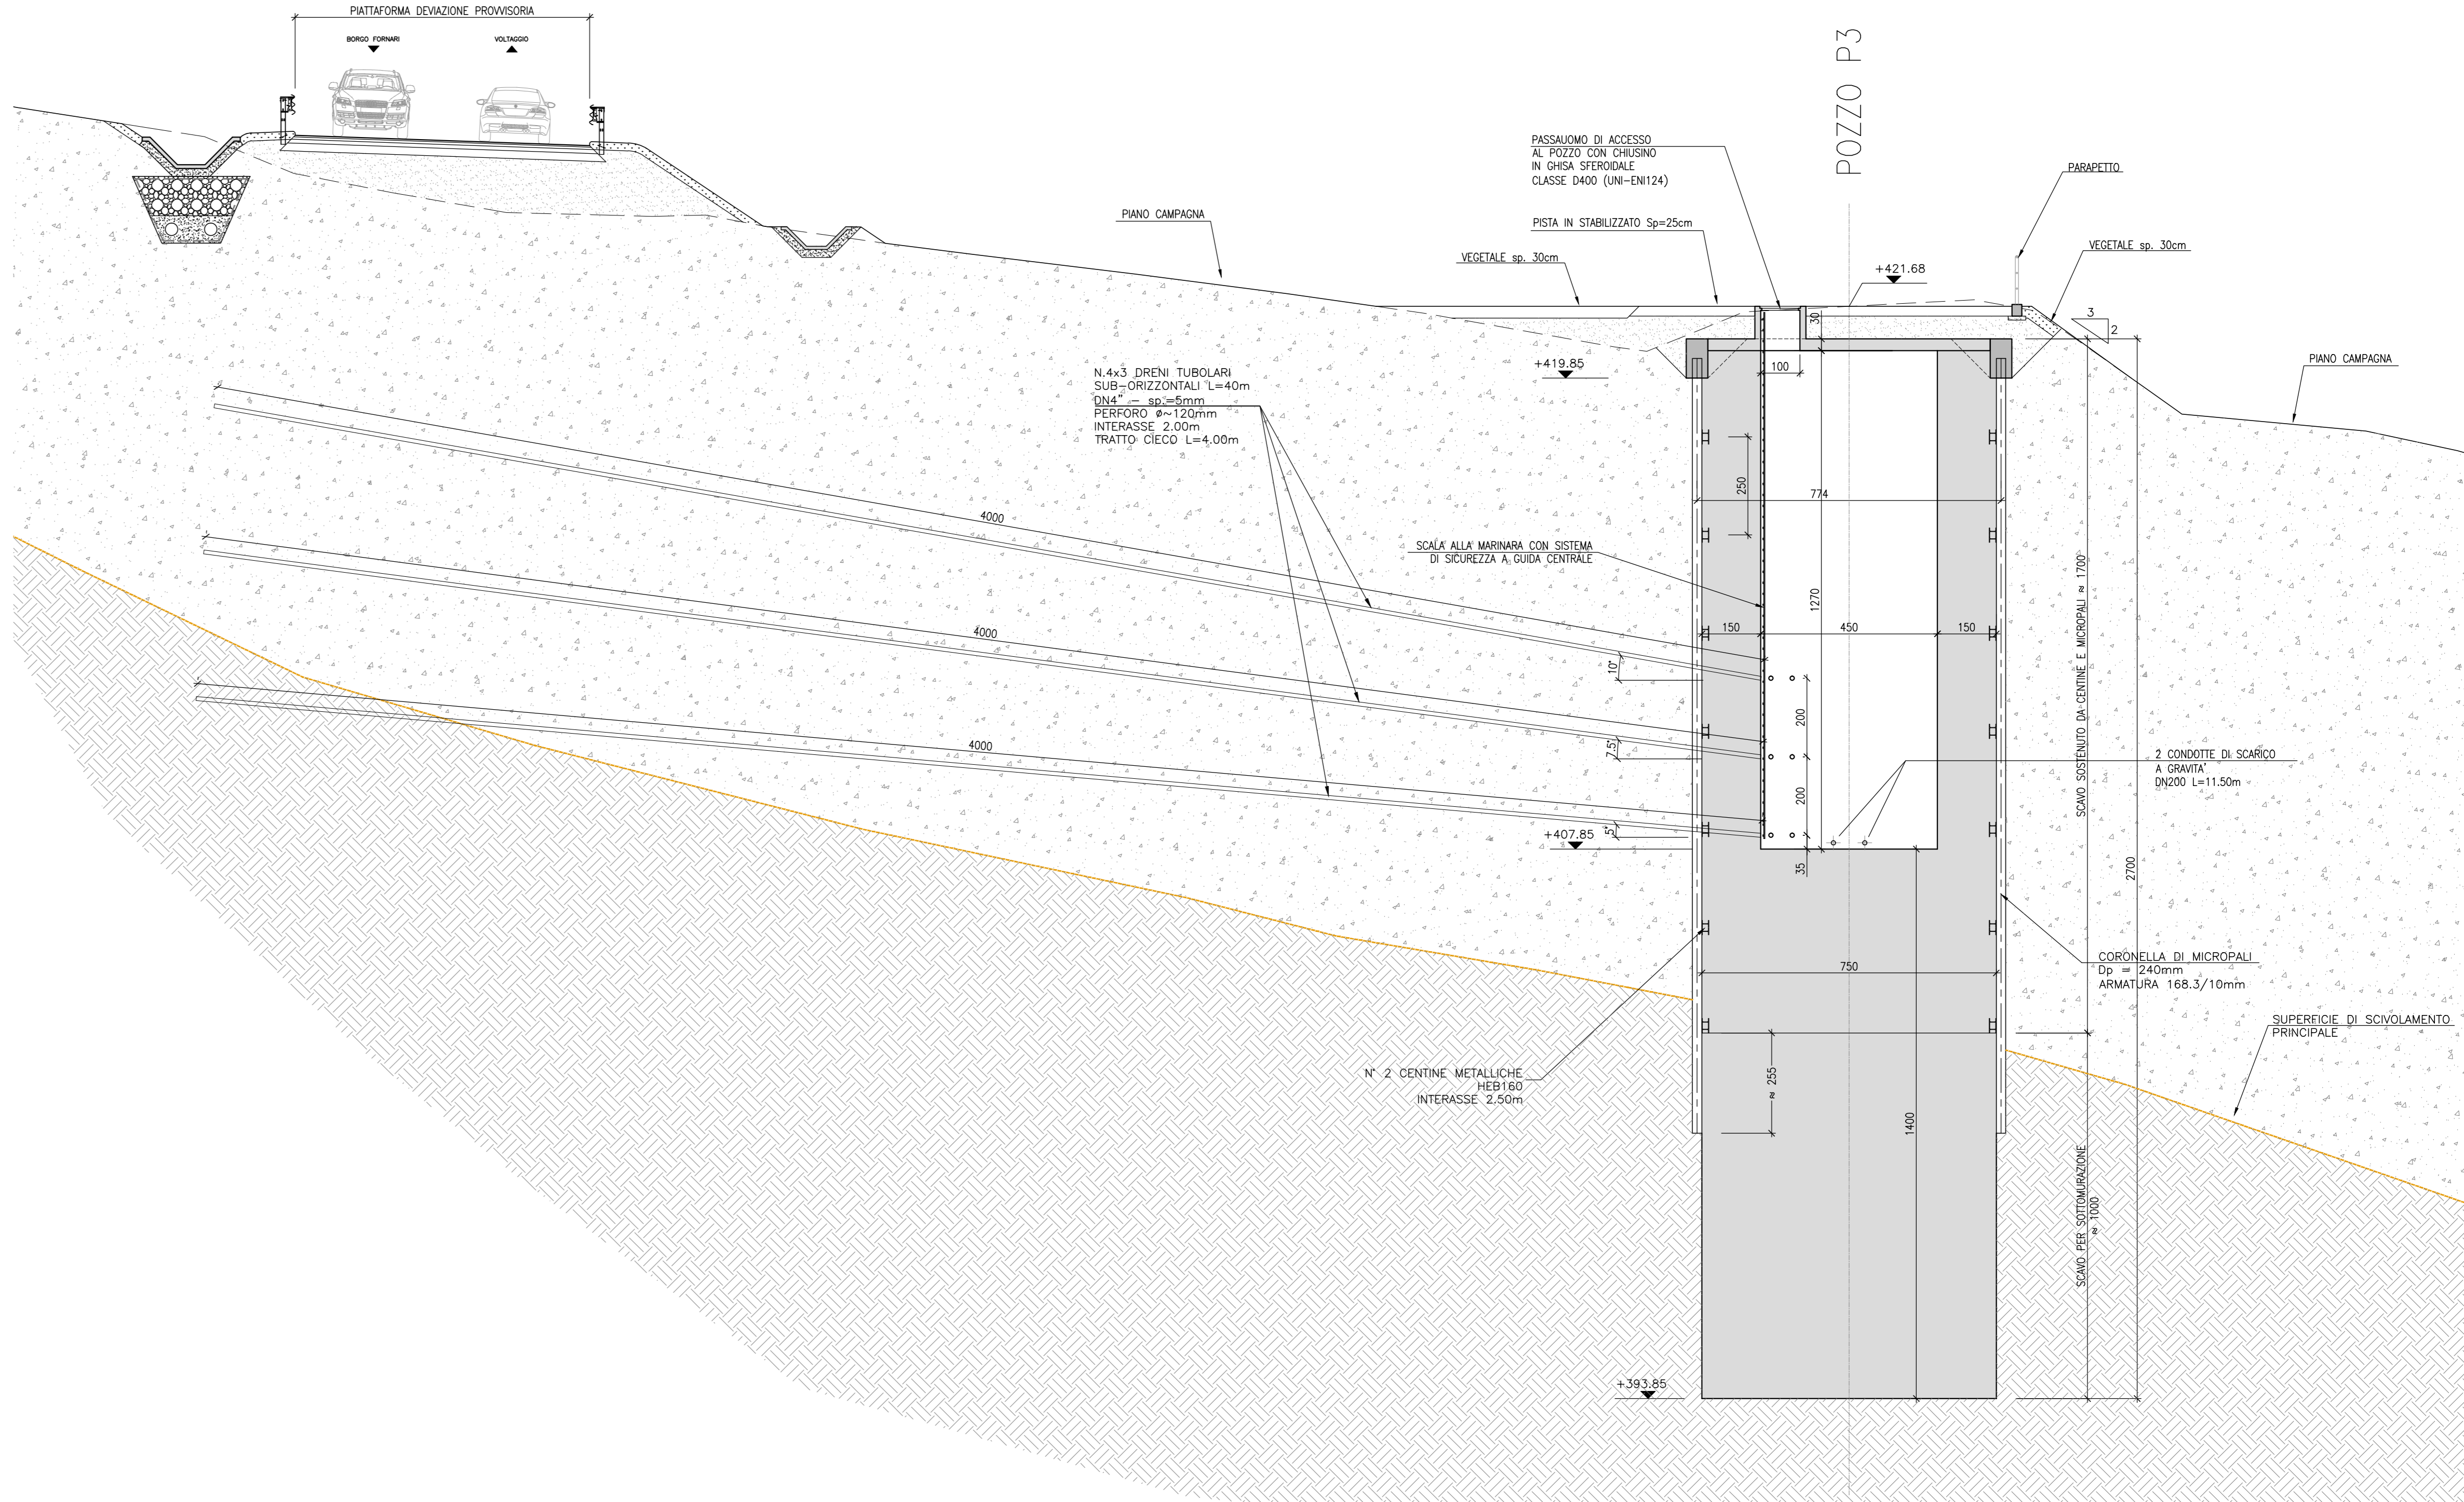 PIATTAFORMA DEVIAZIONE PROVVISORIA
BORGO FORNARI
VOLTAGGIO
POZZO P3
PASSAUOMO DI ACCESSO
AL POZZO CON CHIUSINO
IN GHISA SFEROIDALE
CLASSE D400 (UNI-ENI124)
PARAPETTO
PIANO CAMPAGNA
PISTA IN STABILIZZATO Sp=25cm
VEGETALE sp. 30cm
VEGETALE sp. 30cm
+421.68
30
3
2
PIANO CAMPAGNA
+419.85
100
N.4x3 DRENI TUBOLARI
SUB-ORIZZONTALI L=40m
DN4" - sp.=5mm
PERFORO ø~120mm
INTERASSE 2.00m
TRATTO CIECO L=4.00m
250
774
4000
SCALA ALLA MARINARA CON SISTEMA
DI SICUREZZA A GUIDA CENTRALE
1270
SCAVO SOSTENUTO DA CENTINE E MICROPALI ≈ 1700
4000
150
450
150
10°
200
4000
7.5°
2 CONDOTTE DI SCARICO
A GRAVITA'
DN200 L=11.50m
200
5°
+407.85
35
2700
750
CORONELLA DI MICROPALI
Dp = 240mm
ARMATURA 168.3/10mm
SUPERFICIE DI SCIVOLAMENTO
PRINCIPALE
N° 2 CENTINE METALLICHE
HEB160
INTERASSE 2.50m
≈ 255
1400
SCAVO PER SOTTOMURAZIONE
≈ 1000
+393.85